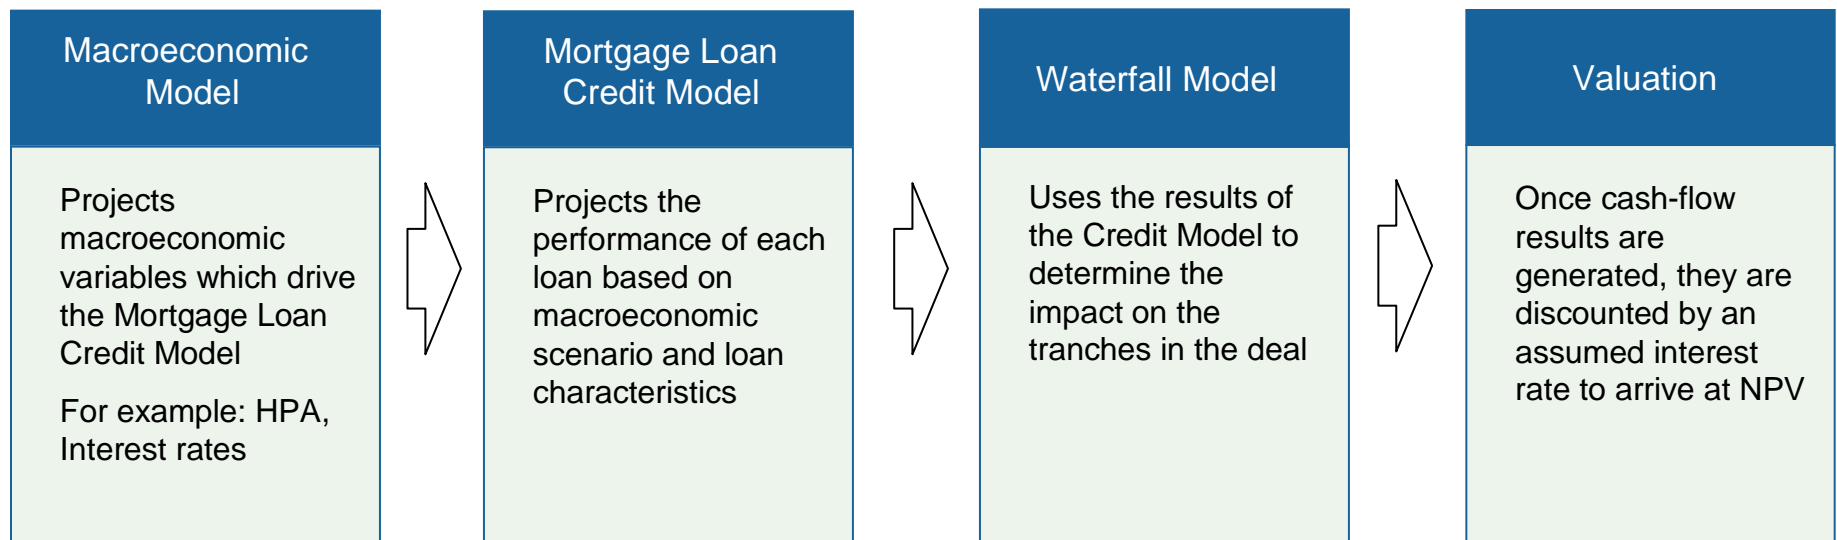 Macroeconomic
Model
Projects
macroeconomic
variables which drive
the Mortgage Loan
Credit Model
For example: HPA,
Interest rates
Mortgage Loan
Credit Model
Projects the
performance of each
loan based on
macroeconomic
scenario and loan
characteristics
Waterfall Model
Uses the results of
the Credit Model to
determine the
impact on the
tranches in the deal
Valuation
Once cash-flow
results are
generated, they are
discounted by an
assumed interest
rate to arrive at NPV